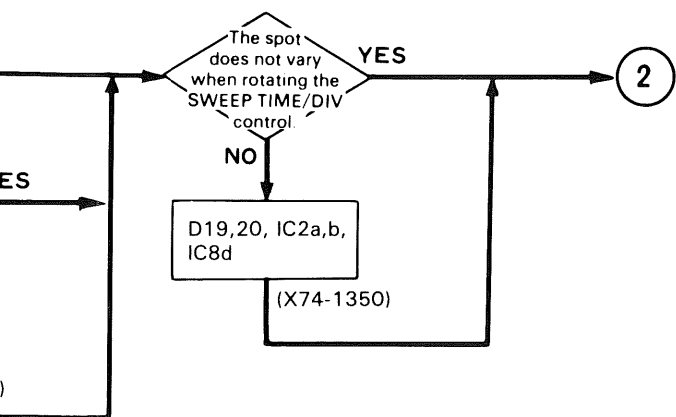 The spot
does not vary
when rotating the
SWEEP TIME/DIV
control.
YES
2
NO
ES
D19,20, IC2a,b,
IC8d
(X74-1350)
)